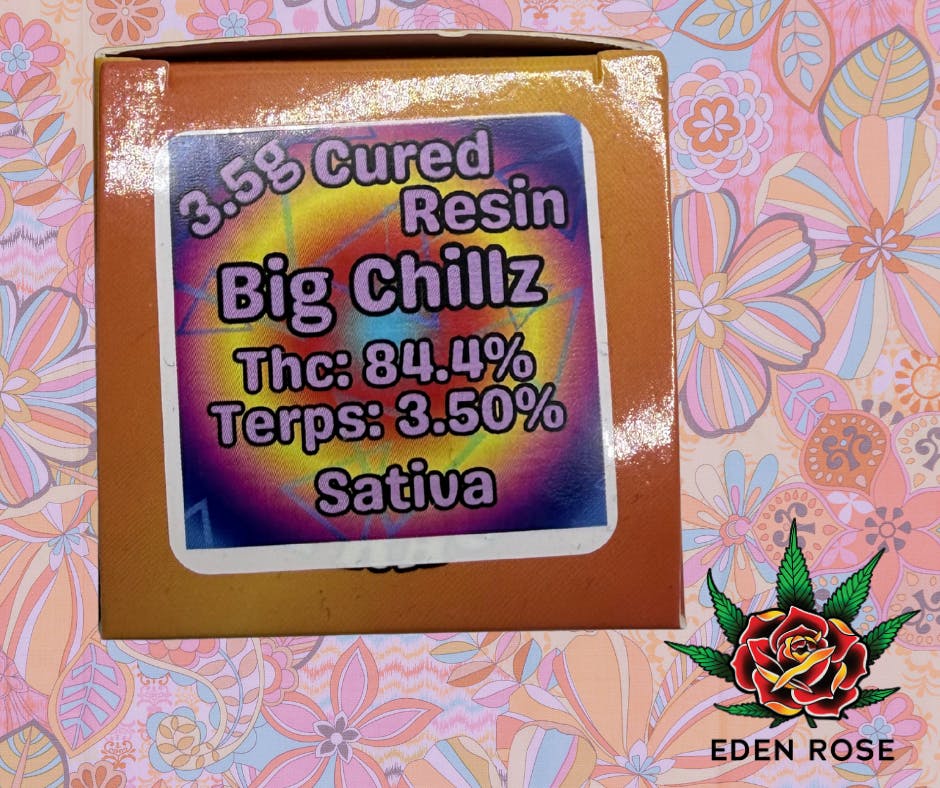 3.5g Cured
Resin
Big Chillz
Thc: 84.4%
Terps: 3.50%
Sativa
EDEN ROSE